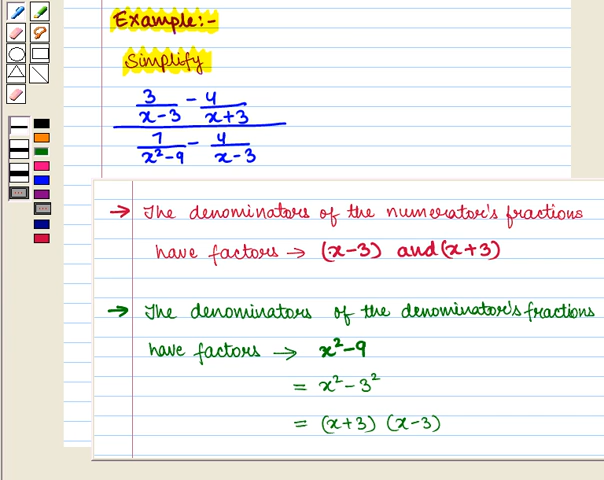 Example:-
Simplify
3/(x-3) - 4/(x+3)
7/(x²-9) - 4/(x-3)
→ The denominators of the numerator's fractions
have factors → (x-3) and (x+3)
→ The denominators of the denominator's fractions
have factors → x²-9
= x² - 3²
= (x+3) (x-3)